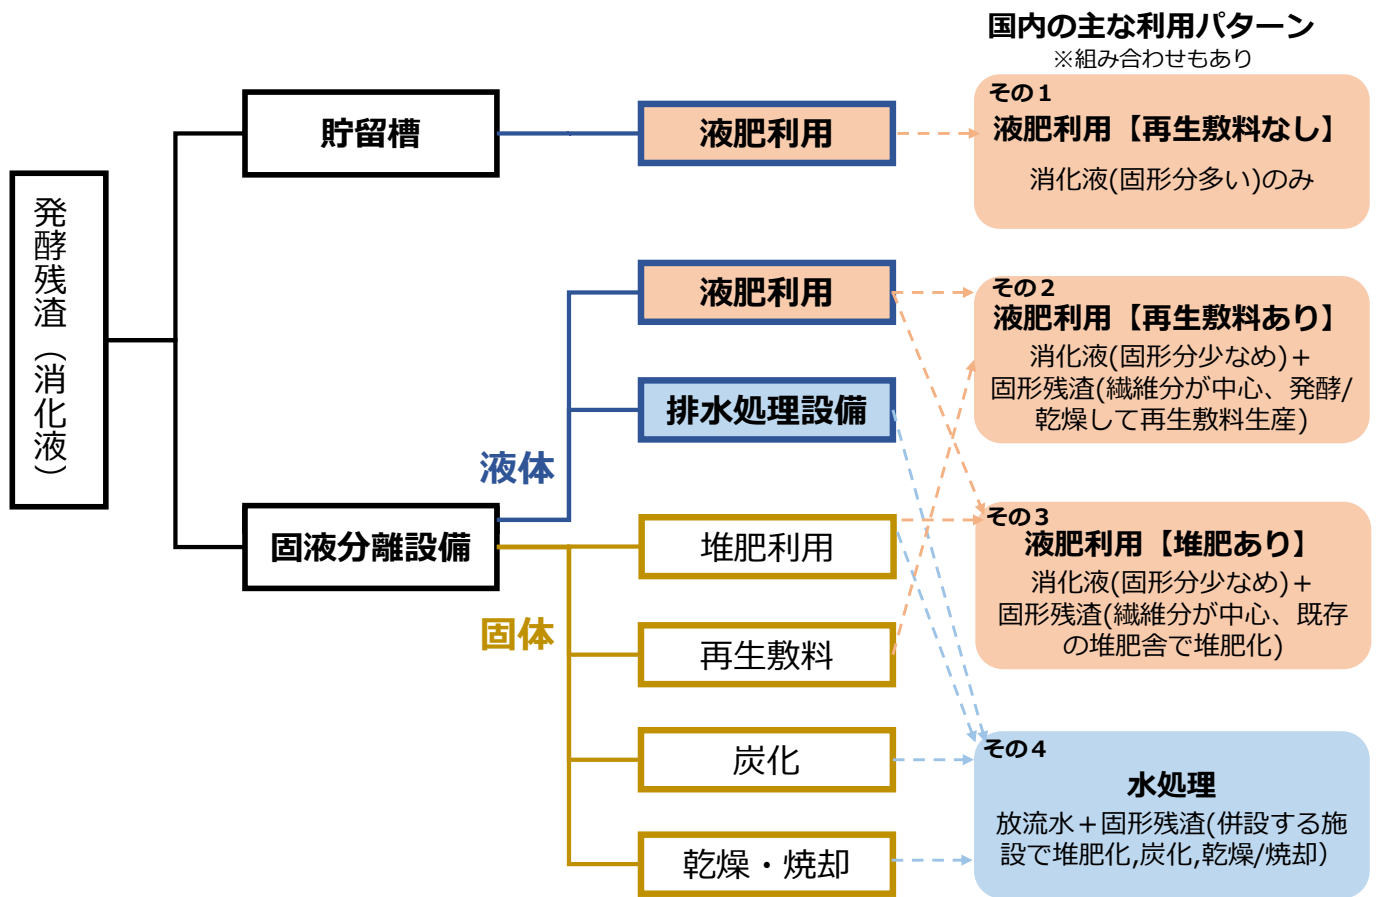 国内の主な利用パターン
※組み合わせもあり
発酵残渣（消化液）
貯留槽
固液分離設備
液体
固体
液肥利用
液肥利用
排水処理設備
堆肥利用
再生敷料
炭化
乾燥・焼却
その１
液肥利用【再生敷料なし】
消化液(固形分多い)のみ
その２
液肥利用【再生敷料あり】
消化液(固形分少なめ)＋
固形残渣(繊維分が中心、発酵/
乾燥して再生敷料生産)
その３
液肥利用【堆肥あり】
消化液(固形分少なめ)＋
固形残渣(繊維分が中心、既存
の堆肥舎で堆肥化)
その４
水処理
放流水＋固形残渣(併設する施
設で堆肥化,炭化,乾燥/焼却）